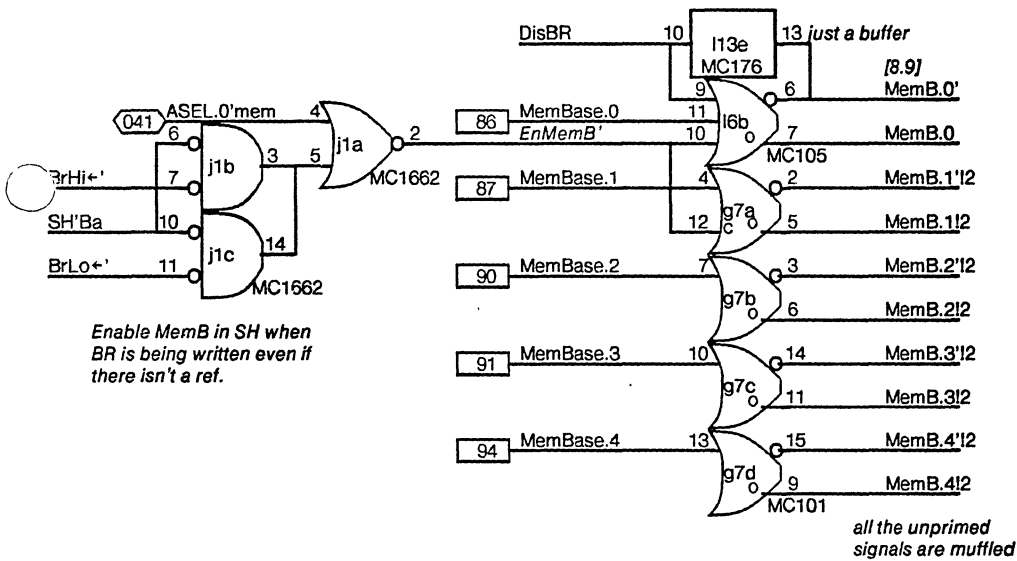 DisBR 10 l13e MC176 13 just a buffer
[8.9]
041 ASEL.0'mem 4 j1a 2 MC1662
6 j1b 3 5
BrHi←' 7
SH'Ba 10 j1c 14
BrLo←' 11 MC1662
Enable MemB in SH when
BR is being written even if
there isn't a ref.
9 l6b 6 MemB.0'
86 MemBase.0 11
EnMemB' 10 7 MemB.0
MC105
87 MemBase.1 4 g7a 2 MemB.1'!2
12 c 5 MemB.1!2
90 MemBase.2 7 g7b 3 MemB.2'!2
6 MemB.2!2
91 MemBase.3 10 g7c 14 MemB.3'!2
11 MemB.3!2
94 MemBase.4 13 g7d 15 MemB.4'!2
9 MemB.4!2
MC101
all the unprimed
signals are muffled